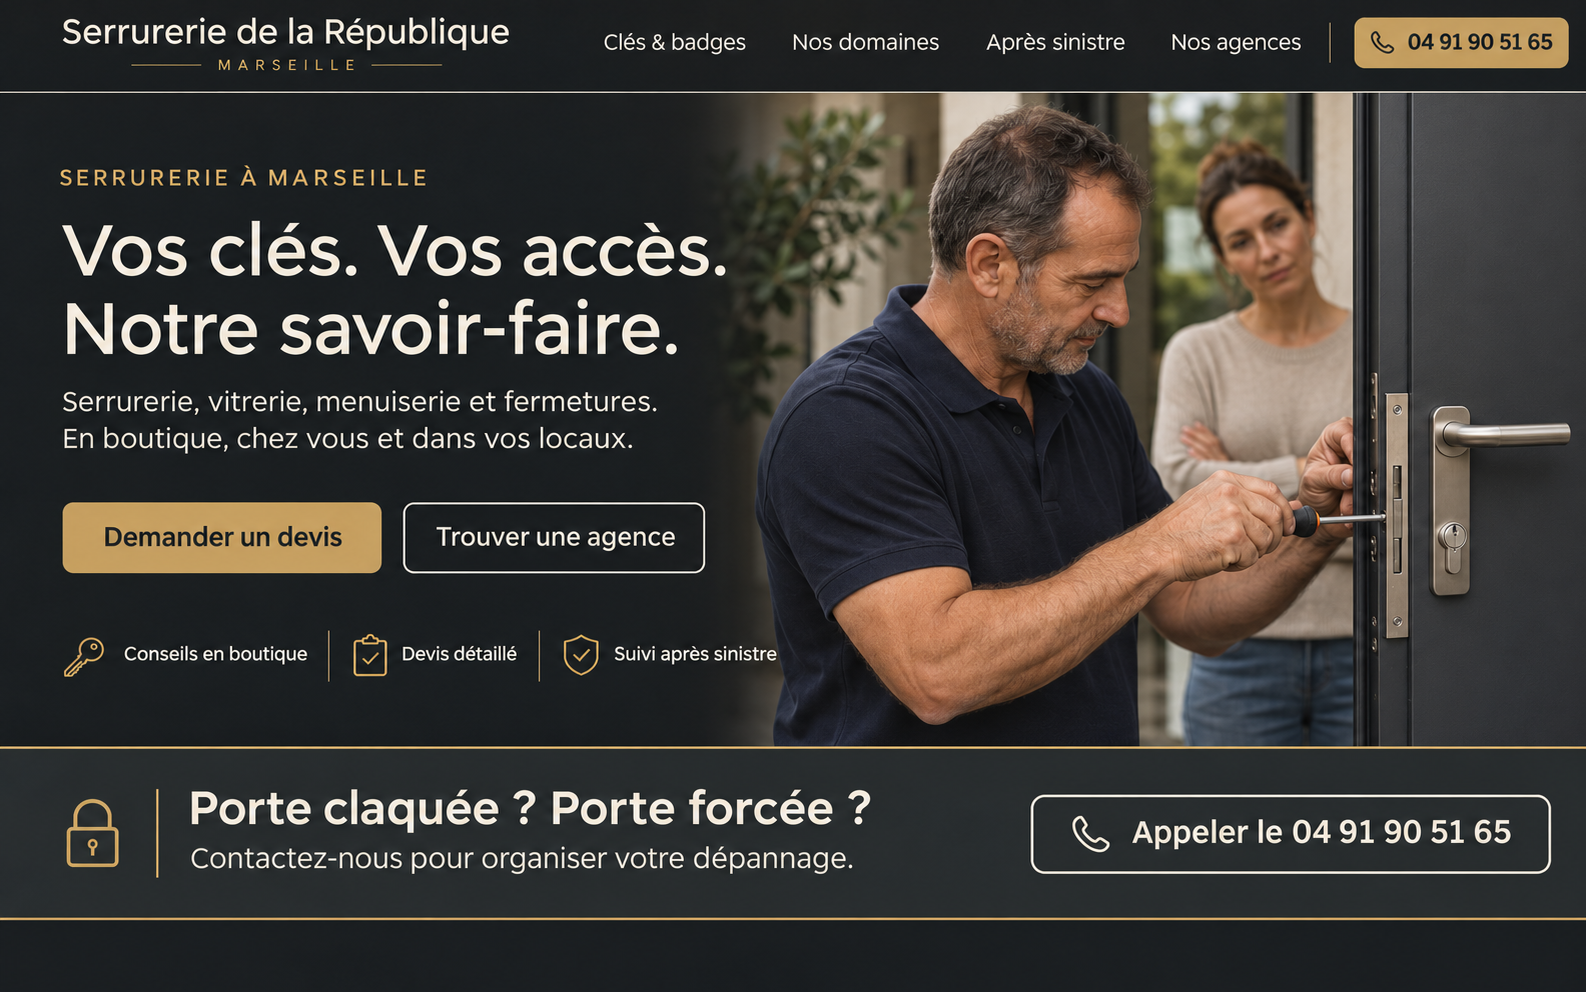 Serrurerie de la République
MARSEILLE
Clés & badges
Nos domaines
Après sinistre
Nos agences
04 91 90 51 65
SERRURERIE À MARSEILLE
Vos clés. Vos accès.
Notre savoir-faire.
Serrurerie, vitrerie, menuiserie et fermetures.
En boutique, chez vous et dans vos locaux.
Demander un devis
Trouver une agence
Conseils en boutique
Devis détaillé
Suivi après sinistre
Porte claquée ? Porte forcée ?
Contactez-nous pour organiser votre dépannage.
Appeler le 04 91 90 51 65